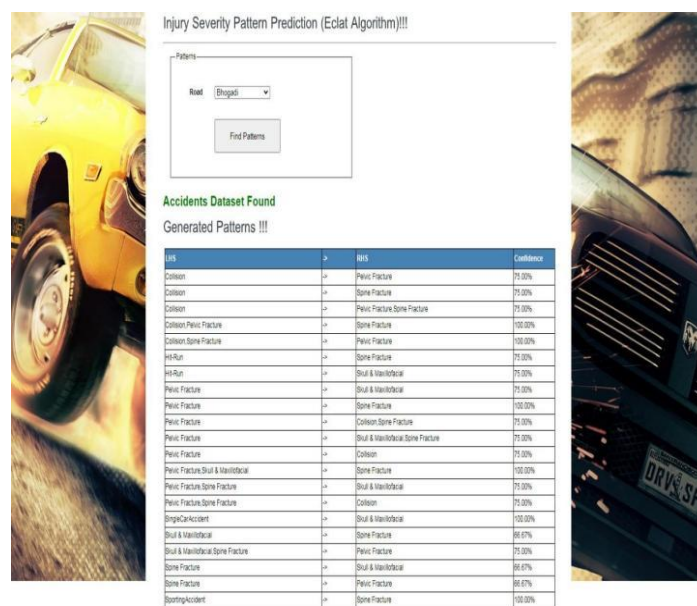 Injury Severity Pattern Prediction (Eclat Algorithm)!!!
Patterns
Road Bhogadi
Find Patterns
Accidents Dataset Found
Generated Patterns !!!
LHS -> RHS Confidence
Collision -> Pelvic Fracture 75.00%
Collision -> Spine Fracture 75.00%
Collision -> Pelvic Fracture,Spine Fracture 75.00%
Collision,Pelvic Fracture -> Spine Fracture 100.00%
Collision,Spine Fracture -> Pelvic Fracture 100.00%
Hit-Run -> Spine Fracture 75.00%
Hit-Run -> Skull & Maxillofacial 75.00%
Pelvic Fracture -> Skull & Maxillofacial 75.00%
Pelvic Fracture -> Spine Fracture 100.00%
Pelvic Fracture -> Collision,Spine Fracture 75.00%
Pelvic Fracture -> Skull & Maxillofacial,Spine Fracture 75.00%
Pelvic Fracture -> Collision 75.00%
Pelvic Fracture,Skull & Maxillofacial -> Spine Fracture 100.00%
Pelvic Fracture,Spine Fracture -> Skull & Maxillofacial 75.00%
Pelvic Fracture,Spine Fracture -> Collision 75.00%
SingleCarAccident -> Skull & Maxillofacial 100.00%
Skull & Maxillofacial -> Spine Fracture 66.67%
Skull & Maxillofacial,Spine Fracture -> Pelvic Fracture 75.00%
Spine Fracture -> Skull & Maxillofacial 66.67%
Spine Fracture -> Pelvic Fracture 66.67%
SportingAccident -> Spine Fracture 100.00%